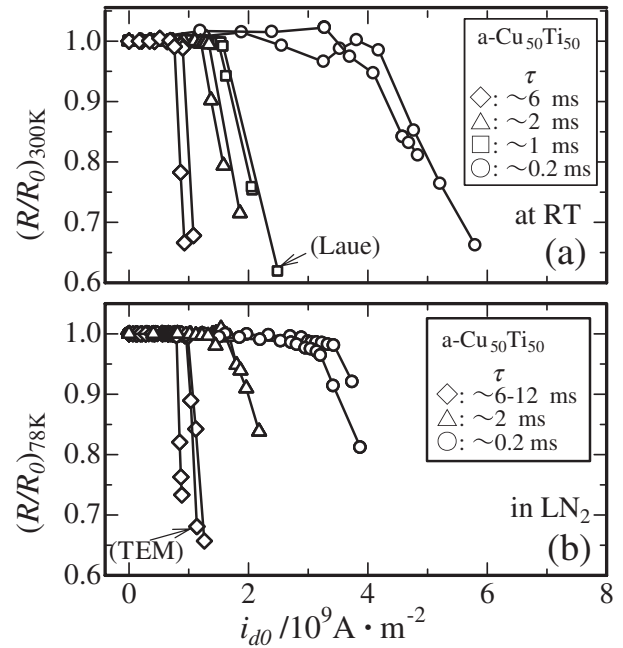 (a)
1.0
0.9
0.8
0.7
0.6
(R/R0)300K
a-Cu50Ti50
τ
◇: ~6 ms
△: ~2 ms
□: ~1 ms
○: ~0.2 ms
at RT
(a)
(Laue)
1.0
0.9
0.8
0.7
0.6
(R/R0)78K
a-Cu50Ti50
τ
◇: ~6-12 ms
△: ~2 ms
○: ~0.2 ms
in LN2
(TEM)
(b)
0 2 4 6 8
id0 /10⁹A · m⁻²